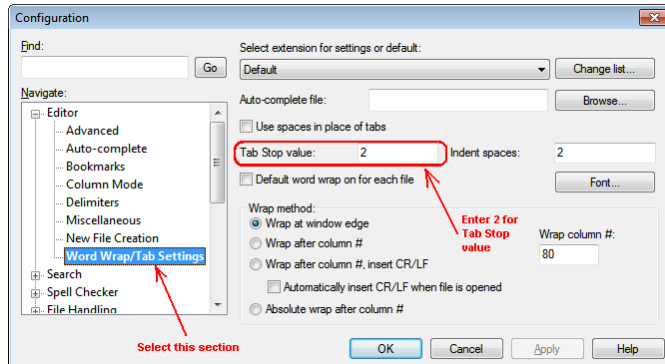 Configuration
Find:
Go
Navigate:
Editor
Advanced
Auto-complete
Bookmarks
Column Mode
Delimiters
Miscellaneous
New File Creation
Word Wrap/Tab Settings
Search
Spell Checker
File Handling
Select this section
Select extension for settings or default:
Default
Change list...
Auto-complete file:
Browse...
Use spaces in place of tabs
Tab Stop value: 2
Indent spaces: 2
Default word wrap on for each file
Font...
Wrap method:
Wrap at window edge
Wrap after column #
Wrap after column #, insert CR/LF
Automatically insert CR/LF when file is opened
Absolute wrap after column #
Enter 2 for
Tab Stop
value
Wrap column #:
80
OK
Cancel
Apply
Help